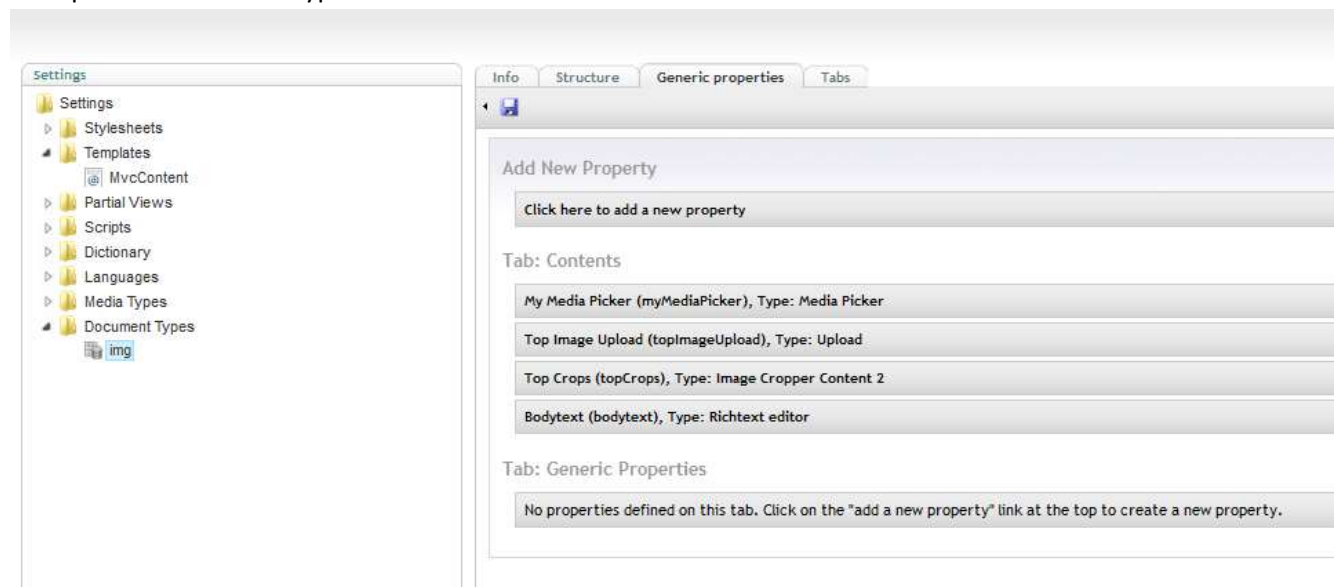 Settings
Settings
Stylesheets
Templates
MvcContent
Partial Views
Scripts
Dictionary
Languages
Media Types
Document Types
img
Info Structure Generic properties Tabs
Add New Property
Click here to add a new property
Tab: Contents
My Media Picker (myMediaPicker), Type: Media Picker
Top Image Upload (topImageUpload), Type: Upload
Top Crops (topCrops), Type: Image Cropper Content 2
Bodytext (bodytext), Type: Richtext editor
Tab: Generic Properties
No properties defined on this tab. Click on the "add a new property" link at the top to create a new property.